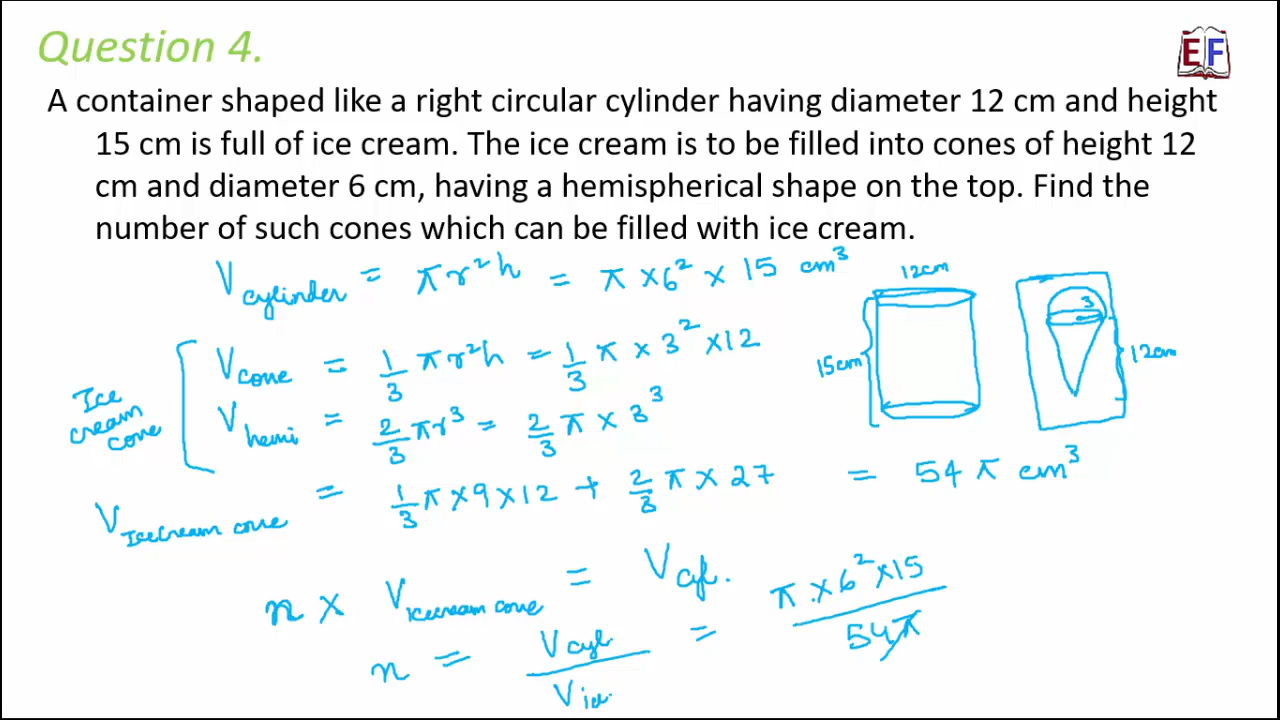 Question 4.
EF
A container shaped like a right circular cylinder having diameter 12 cm and height
15 cm is full of ice cream. The ice cream is to be filled into cones of height 12
cm and diameter 6 cm, having a hemispherical shape on the top. Find the
number of such cones which can be filled with ice cream.
V cylinder = πr²h = π × 6² × 15 cm³
12cm
15cm
3
12cm
Ice cream cone
V cone = 1/3 πr²h = 1/3 π × 3² × 12
V hemi = 2/3 πr³ = 2/3 π × 3³
V Icecream cone = 1/3 π × 9 × 12 + 2/3 π × 27 = 54 π cm³
n × V icecream cone = V cyl.
n = V cyl. / V ice. = π × 6² × 15 / 54π